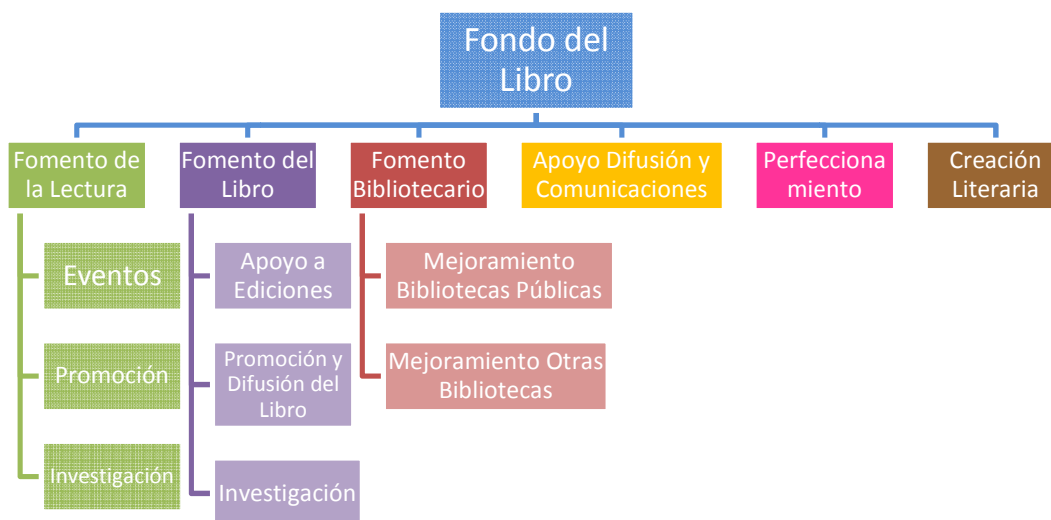 Fondo del
Libro
Fomento de
la Lectura
Fomento del
Libro
Fomento
Bibliotecario
Apoyo Difusión y
Comunicaciones
Perfecciona
miento
Creación
Literaria
Eventos
Promoción
Investigación
Apoyo a
Ediciones
Promoción y
Difusión del
Libro
Investigación
Mejoramiento
Bibliotecas Públicas
Mejoramiento Otras
Bibliotecas